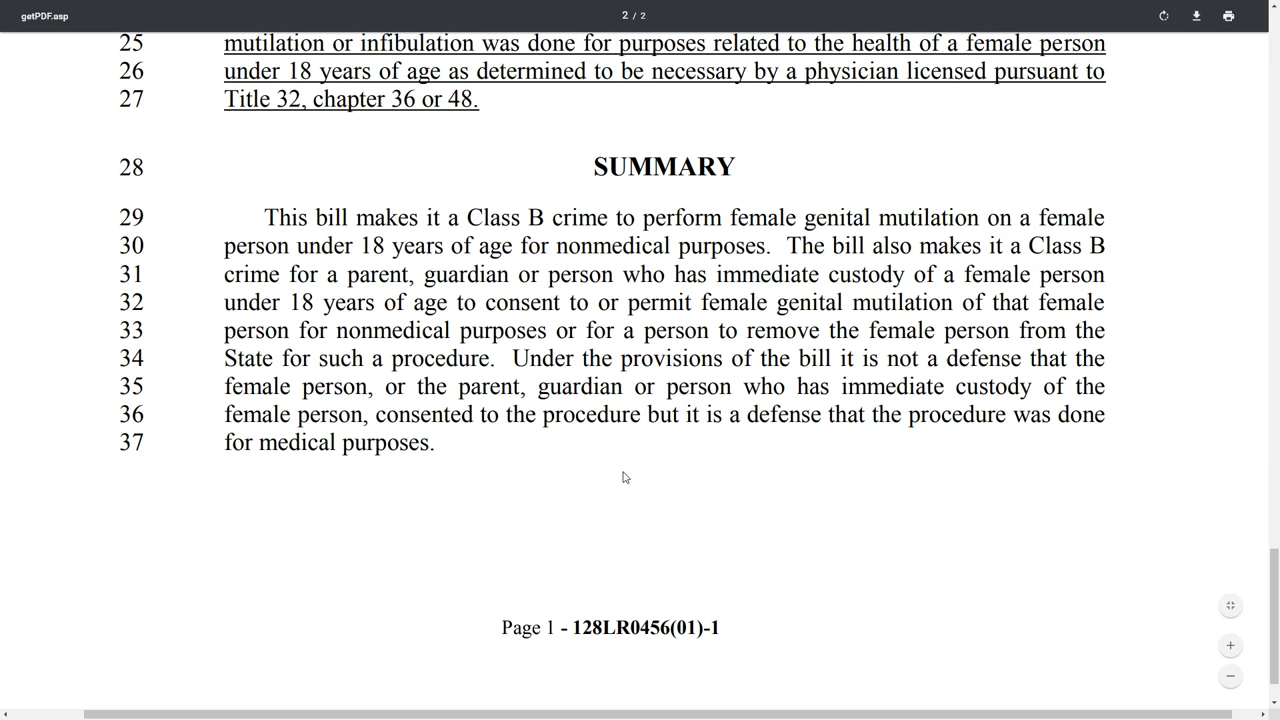 getPDF.asp
2 / 2
25 mutilation or infibulation was done for purposes related to the health of a female person
26 under 18 years of age as determined to be necessary by a physician licensed pursuant to
27 Title 32, chapter 36 or 48.
28 SUMMARY
29 This bill makes it a Class B crime to perform female genital mutilation on a female
30 person under 18 years of age for nonmedical purposes. The bill also makes it a Class B
31 crime for a parent, guardian or person who has immediate custody of a female person
32 under 18 years of age to consent to or permit female genital mutilation of that female
33 person for nonmedical purposes or for a person to remove the female person from the
34 State for such a procedure. Under the provisions of the bill it is not a defense that the
35 female person, or the parent, guardian or person who has immediate custody of the
36 female person, consented to the procedure but it is a defense that the procedure was done
37 for medical purposes.
Page 1 - 128LR0456(01)-1